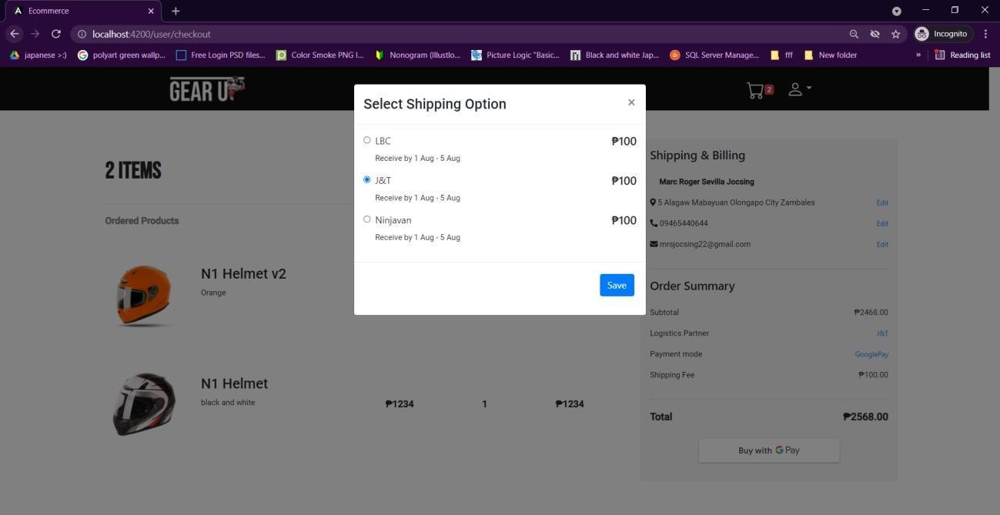 Ecommerce
localhost:4200/user/checkout
Incognito
japanese >:)
polyart green wallp...
Free Login PSD files...
Color Smoke PNG I...
Nonogram (Illustlo...
Picture Logic "Basic...
Black and white Jap...
SQL Server Manage...
fff
New folder
»
Reading list
GEAR UP
2
Select Shipping Option
×
LBC ₱100
Receive by 1 Aug - 5 Aug
J&T ₱100
Receive by 1 Aug - 5 Aug
Ninjavan ₱100
Receive by 1 Aug - 5 Aug
Save
2 ITEMS
Ordered Products
N1 Helmet v2
Orange
N1 Helmet
black and white
₱1234 1 ₱1234
Shipping & Billing
Marc Roger Sevilla Jocsing
5 Alagaw Mabayuan Olongapo City Zambales Edit
09465440644 Edit
mrsjocsing22@gmail.com Edit
Order Summary
Subtotal ₱2468.00
Logistics Partner J&T
Payment mode GooglePay
Shipping Fee ₱100.00
Total ₱2568.00
Buy with G Pay